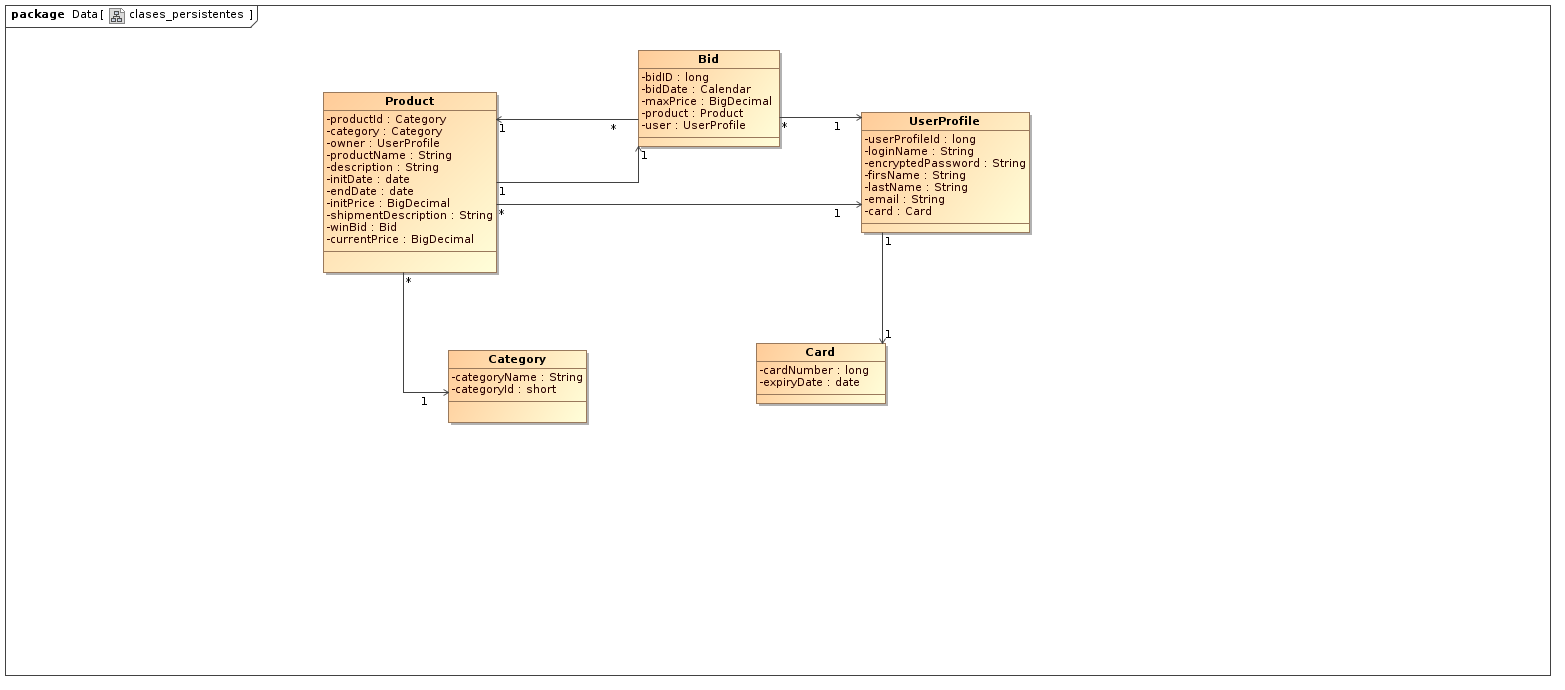 package Data [ clases_persistentes ]
Bid
-bidID : long
-bidDate : Calendar
-maxPrice : BigDecimal
-product : Product
-user : UserProfile
Product
-productId : Category
-category : Category
-owner : UserProfile
-productName : String
-description : String
-initDate : date
-endDate : date
-initPrice : BigDecimal
-shipmentDescription : String
-winBid : Bid
-currentPrice : BigDecimal
UserProfile
-userProfileId : long
-loginName : String
-encryptedPassword : String
-firsName : String
-lastName : String
-email : String
-card : Card
1
*
*
1
1
1
*
1
*
1
1
1
Category
-categoryName : String
-categoryId : short
Card
-cardNumber : long
-expiryDate : date